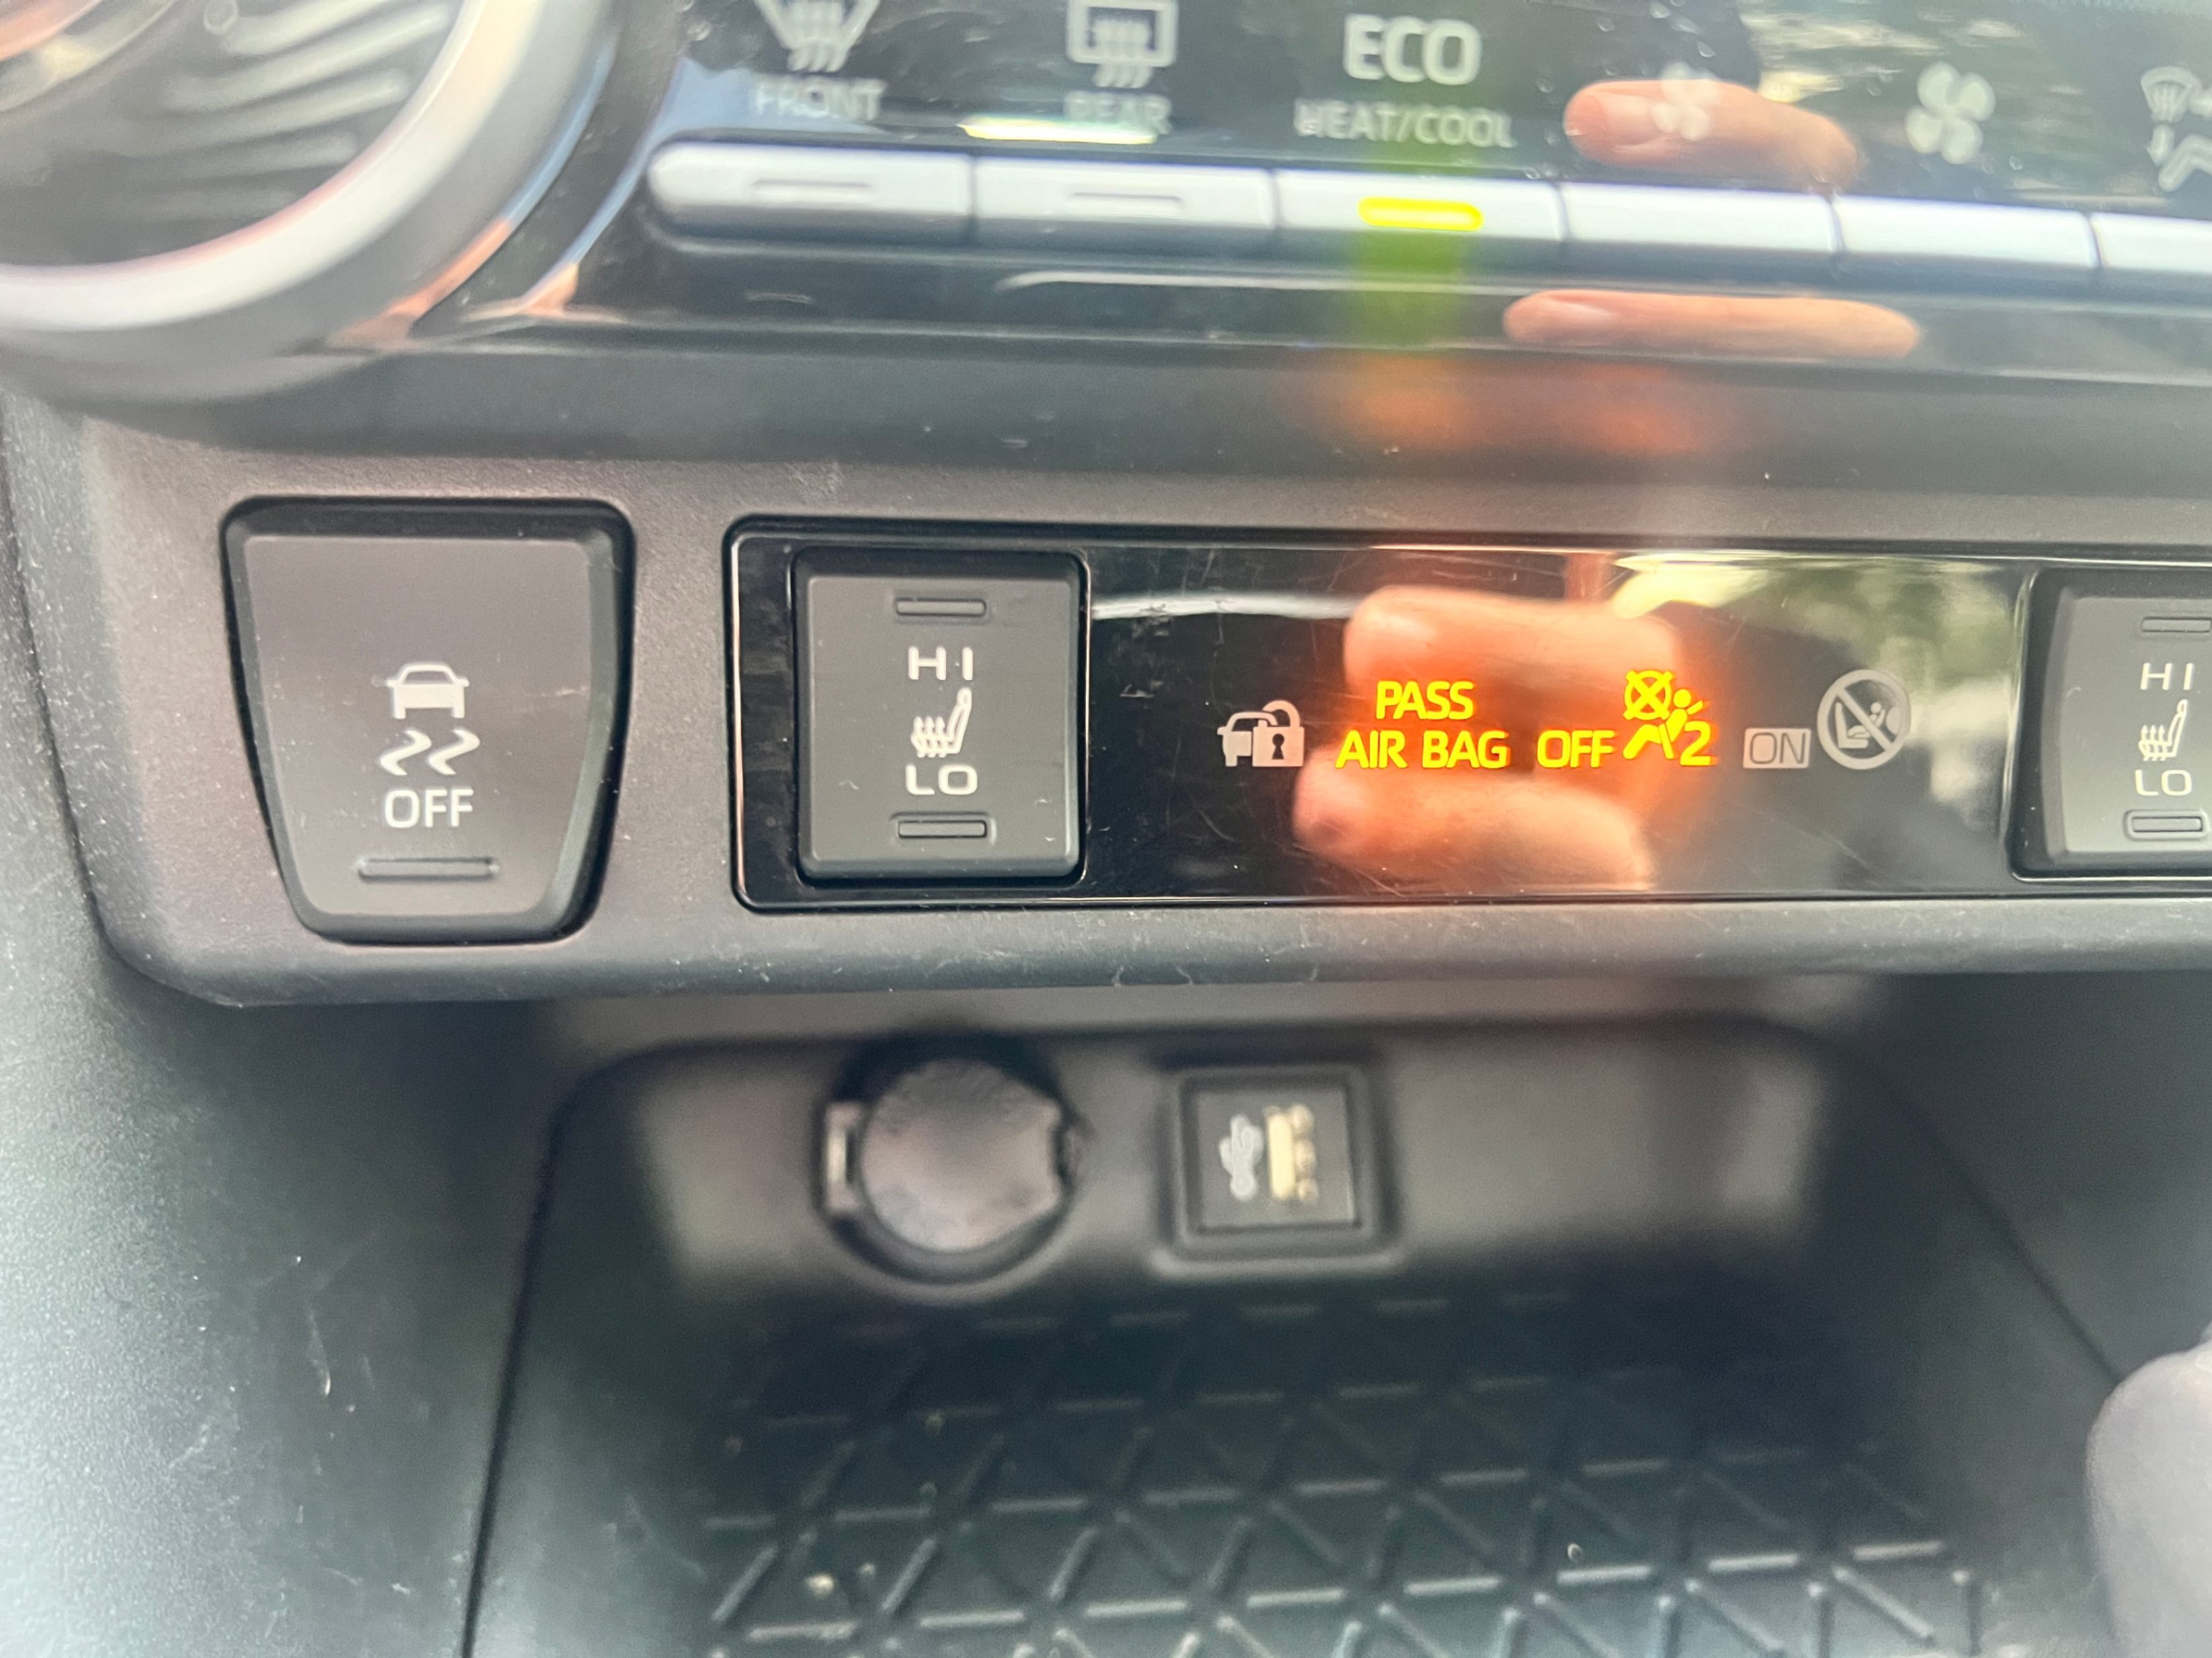 FRONT
REAR
ECO
HEAT/COOL
OFF
HI
LO
PASS
AIR BAG OFF 2 ON
HI
LO